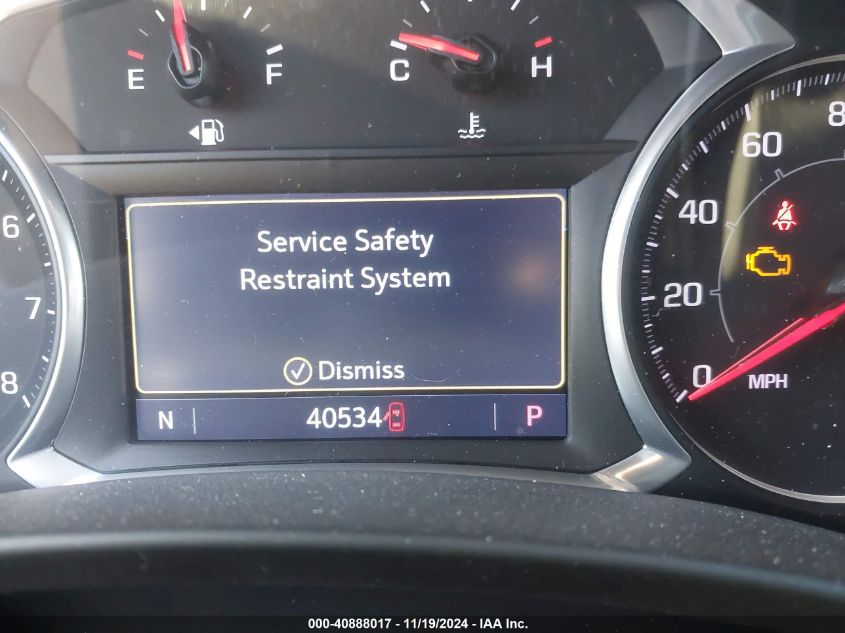 E F C H
6
7
8
80
60
40
20
0
MPH
Service Safety
Restraint System
Dismiss
N 40534 P
000-40888017 - 11/19/2024 - IAA Inc.